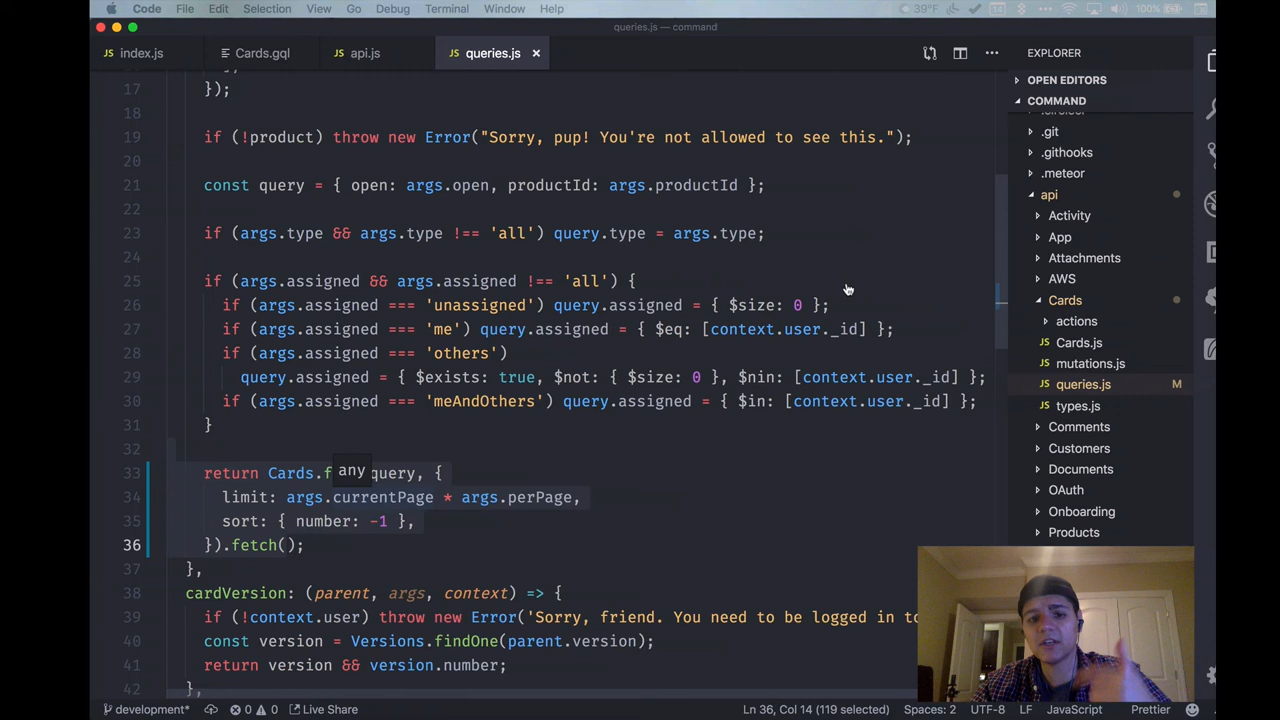 Code File Edit Selection View Go Debug Terminal Window Help 39°F 14 100%
queries.js — command
JS index.js
Cards.gql
JS api.js
JS queries.js ×
EXPLORER
OPEN EDITORS
COMMAND
.git
.githooks
.meteor
api
Activity
App
Attachments
AWS
Cards
actions
JS Cards.js
JS mutations.js
JS queries.js M
JS types.js
Comments
Customers
Documents
OAuth
Onboarding
Products
17 });
18
19 if (!product) throw new Error("Sorry, pup! You're not allowed to see this.");
20
21 const query = { open: args.open, productId: args.productId };
22
23 if (args.type && args.type !== 'all') query.type = args.type;
24
25 if (args.assigned && args.assigned !== 'all') {
26 if (args.assigned === 'unassigned') query.assigned = { $size: 0 };
27 if (args.assigned === 'me') query.assigned = { $eq: [context.user._id] };
28 if (args.assigned === 'others')
29 query.assigned = { $exists: true, $not: { $size: 0 }, $nin: [context.user._id] };
30 if (args.assigned === 'meAndOthers') query.assigned = { $in: [context.user._id] };
31 }
32
33 return Cards.f any query, {
34 limit: args.currentPage * args.perPage,
35 sort: { number: -1 },
36 }).fetch();
37 },
38 cardVersion: (parent, args, context) => {
39 if (!context.user) throw new Error('Sorry, friend. You need to be logged in to
40 const version = Versions.findOne(parent.version);
41 return version && version.number;
42 },
development* 0 0 Live Share Ln 36, Col 14 (119 selected) Spaces: 2 UTF-8 LF JavaScript Prettier